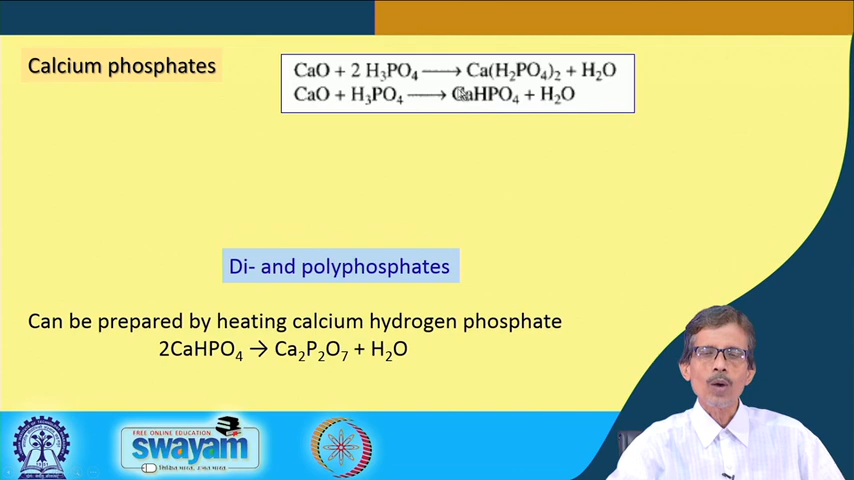 Calcium phosphates
CaO + 2 H₃PO₄ ⟶ Ca(H₂PO₄)₂ + H₂O
CaO + H₃PO₄ ⟶ CaHPO₄ + H₂O
Di- and polyphosphates
Can be prepared by heating calcium hydrogen phosphate
2CaHPO₄ → Ca₂P₂O₇ + H₂O
FREE ONLINE EDUCATION
swayam
1951